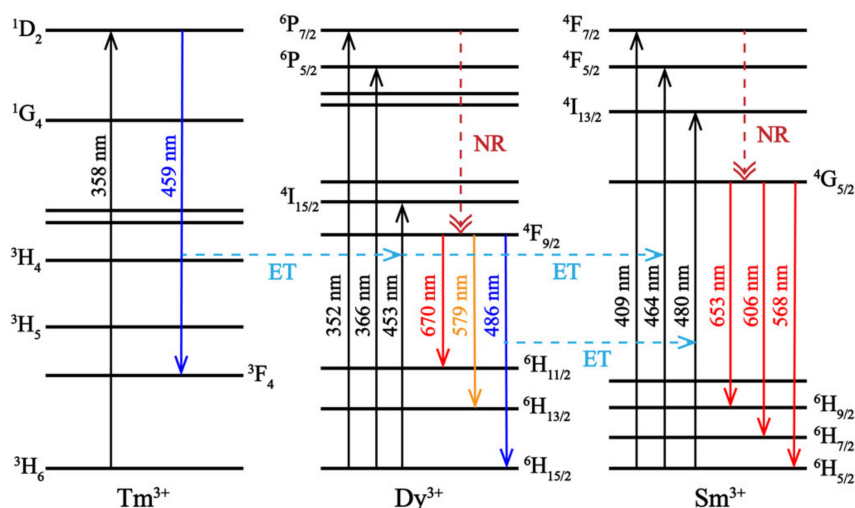 ¹D₂
¹G₄
³H₄
³H₅
³F₄
³H₆
358 nm
459 nm
Tm³⁺
ET
⁶P₇/₂
⁶P₅/₂
⁴I₁₅/₂
NR
⁴F₉/₂
352 nm
366 nm
453 nm
670 nm
579 nm
486 nm
⁶H₁₁/₂
⁶H₁₃/₂
⁶H₁₅/₂
Dy³⁺
ET
ET
⁴F₇/₂
⁴F₅/₂
⁴I₁₃/₂
NR
⁴G₅/₂
409 nm
464 nm
480 nm
653 nm
606 nm
568 nm
⁶H₉/₂
⁶H₇/₂
⁶H₅/₂
Sm³⁺